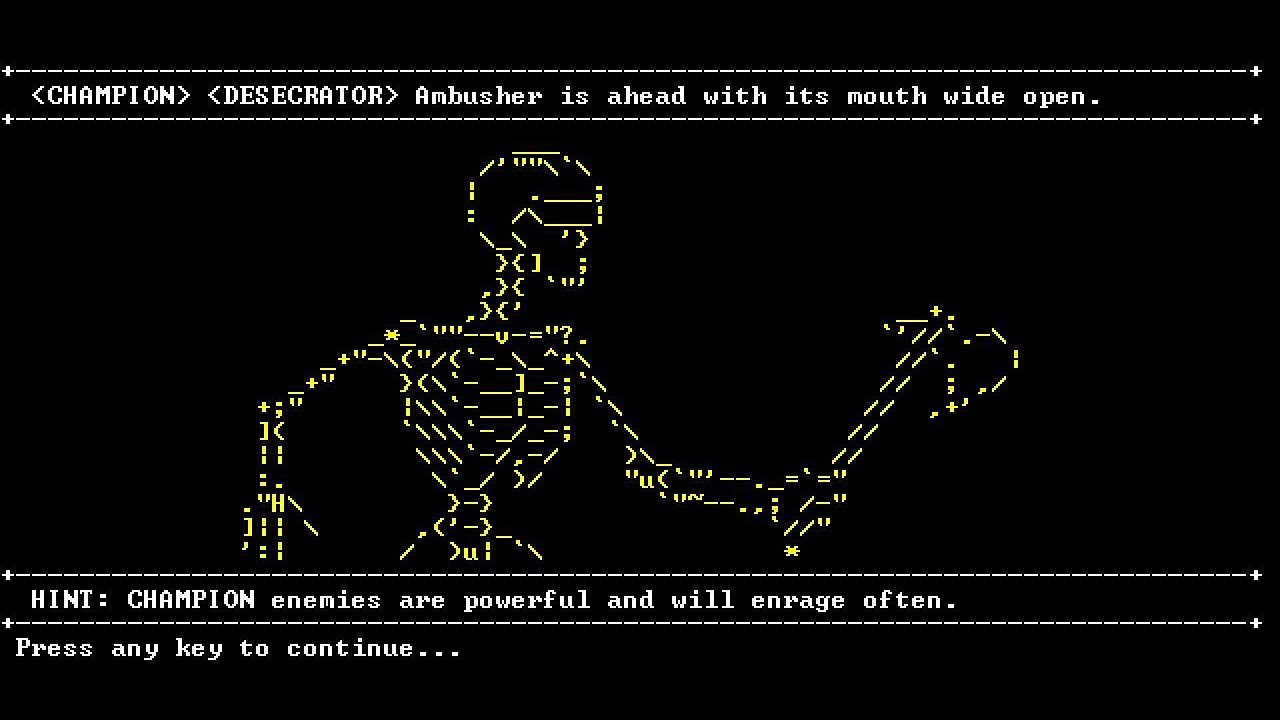 <CHAMPION> <DESECRATOR> Ambusher is ahead with its mouth wide open.
HINT: CHAMPION enemies are powerful and will enrage often.
Press any key to continue...